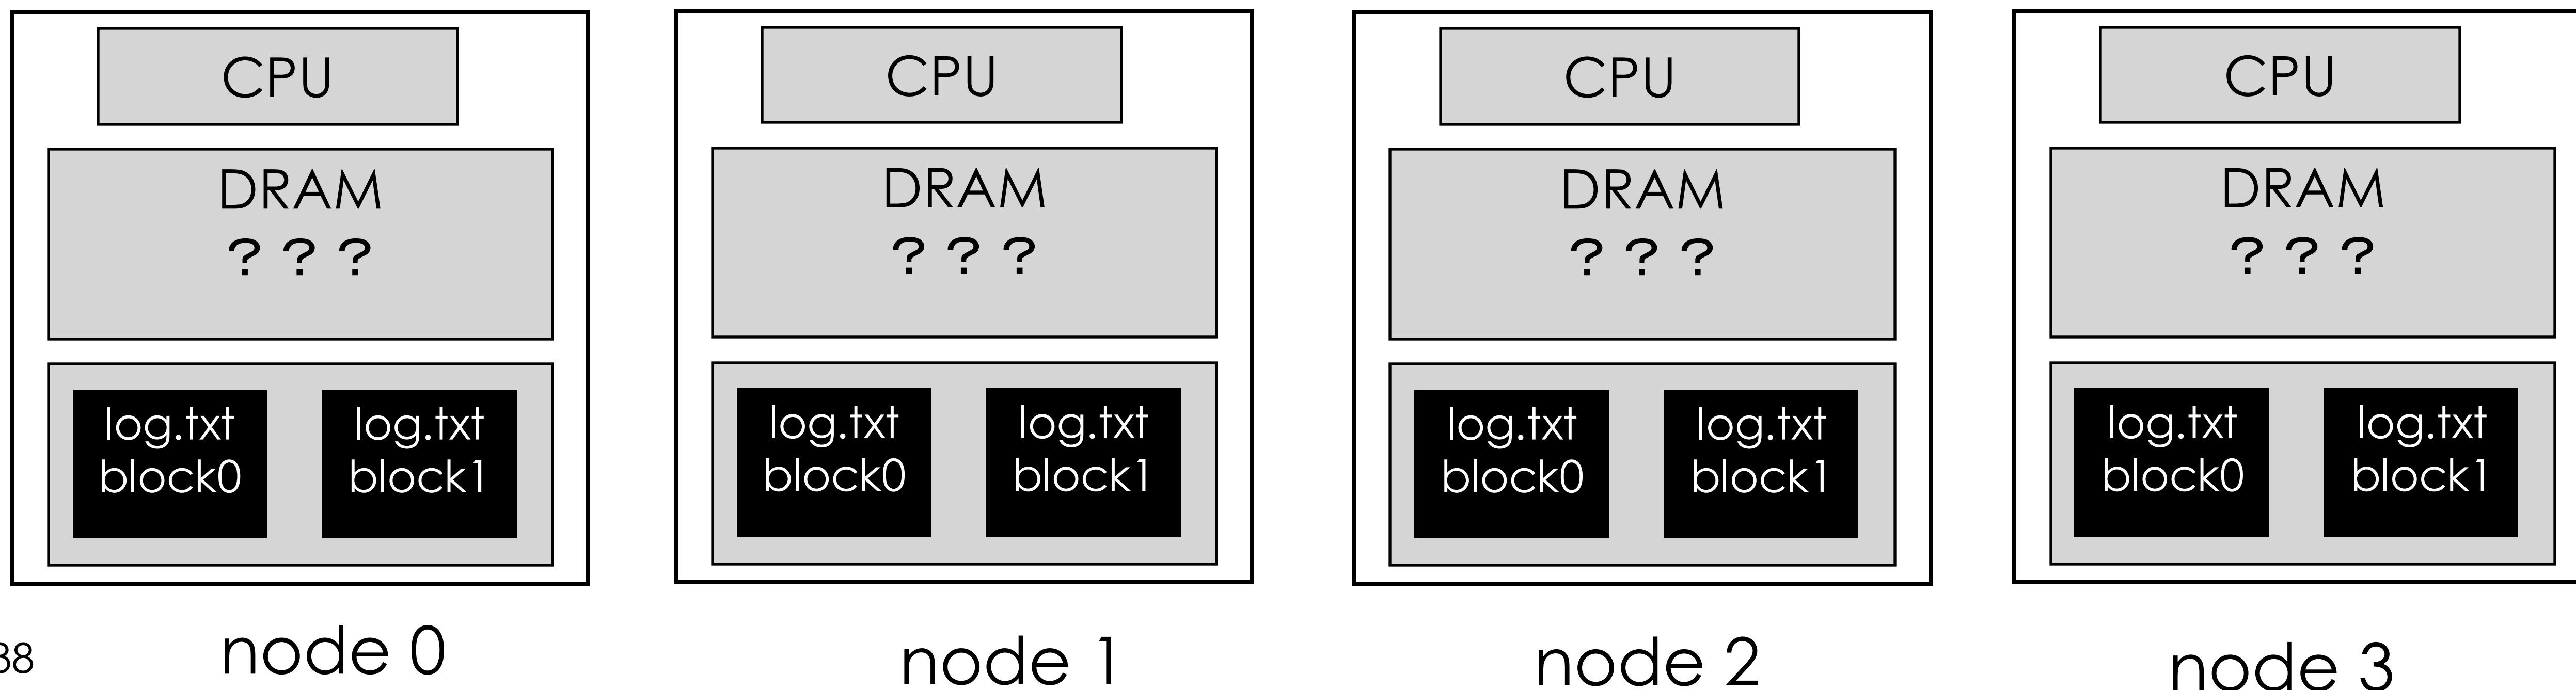 CPU
DRAM
? ? ?
log.txt
block0
log.txt
block1
node 0
CPU
DRAM
? ? ?
log.txt
block0
log.txt
block1
node 1
CPU
DRAM
? ? ?
log.txt
block0
log.txt
block1
node 2
CPU
DRAM
? ? ?
log.txt
block0
log.txt
block1
node 3